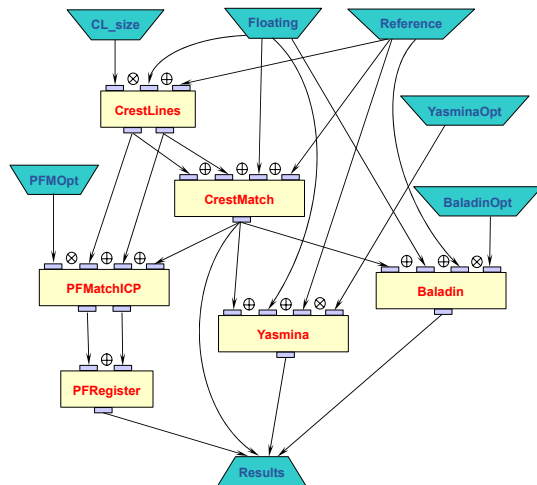 CL_size
Floating
Reference
CrestLines
YasminaOpt
PFMOpt
CrestMatch
BaladinOpt
PFMatchICP
Baladin
Yasmina
PFRegister
Results